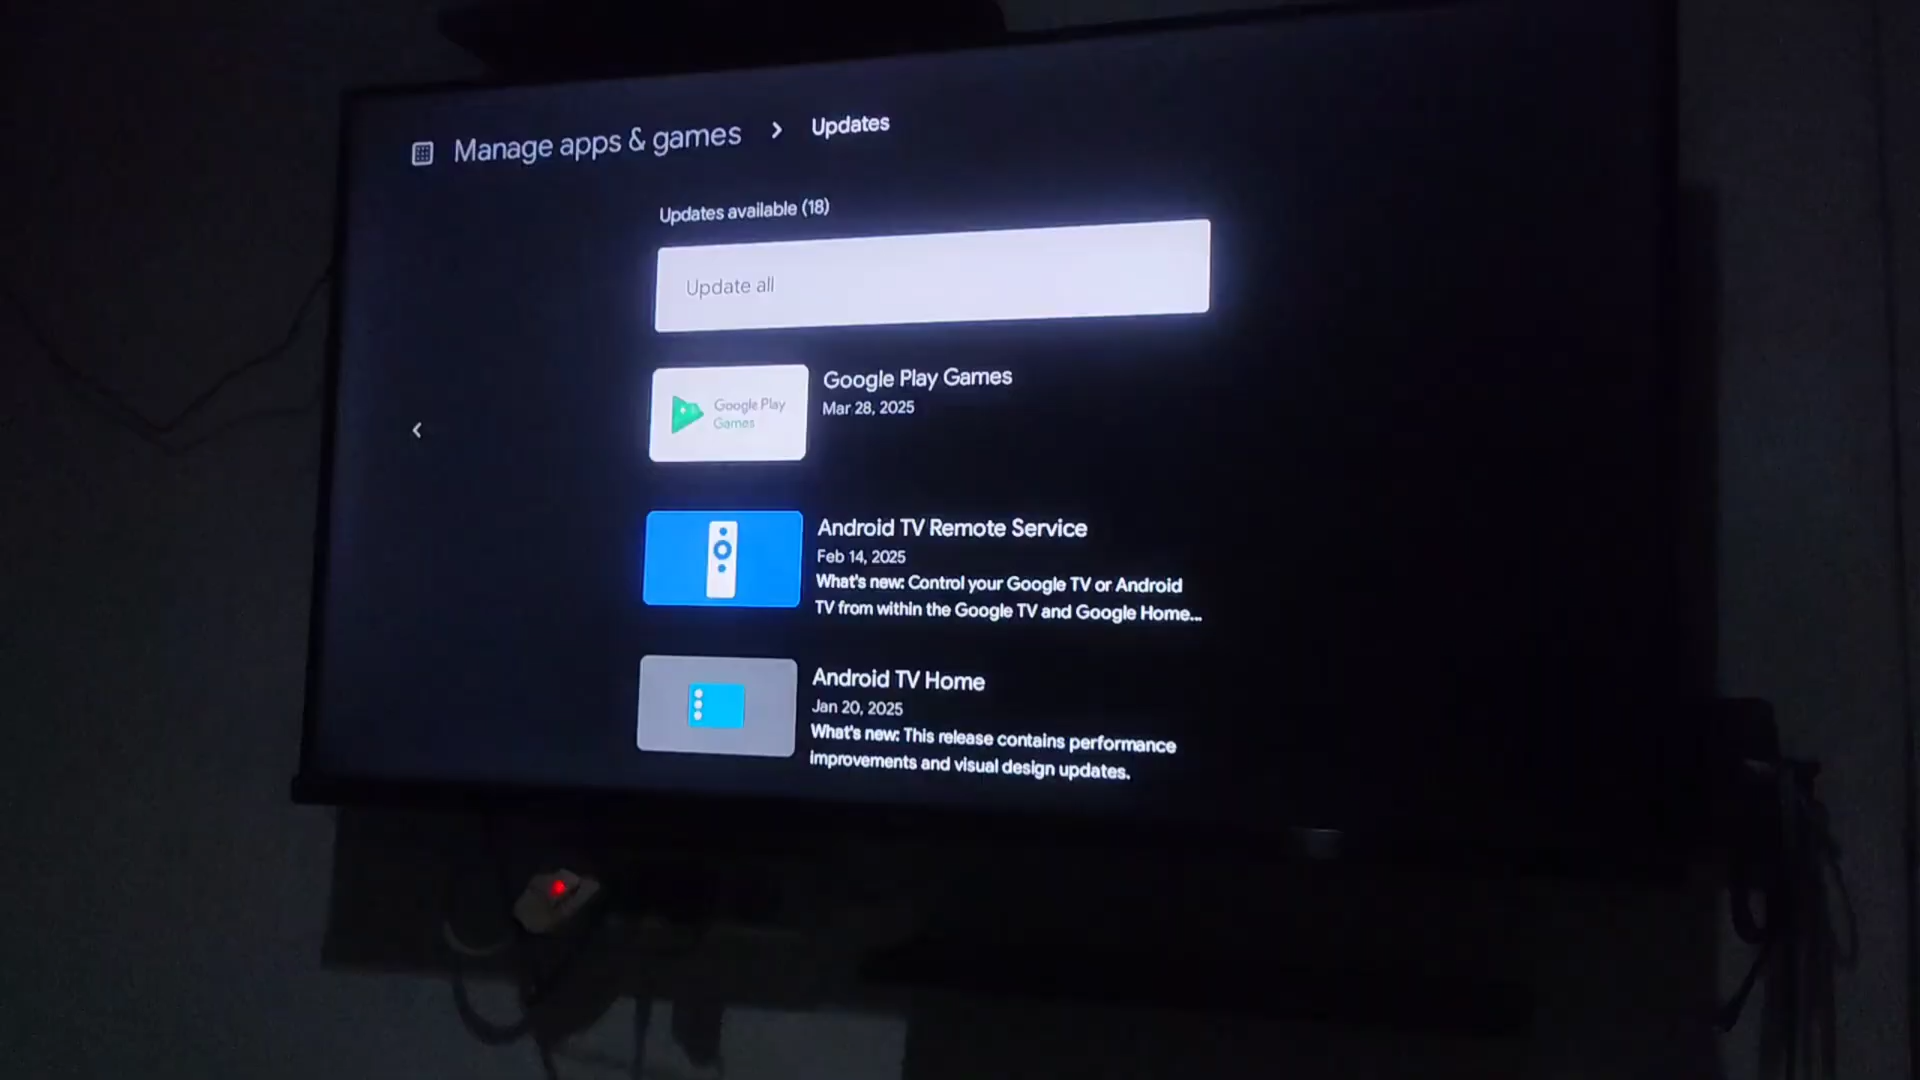 Manage apps & games > Updates
Updates available (18)
Update all
Google Play
Games
Google Play Games
Mar 28, 2025
Android TV Remote Service
Feb 14, 2025
What's new: Control your Google TV or Android
TV from within the Google TV and Google Home...
Android TV Home
Jan 20, 2025
What's new: This release contains performance
improvements and visual design updates.